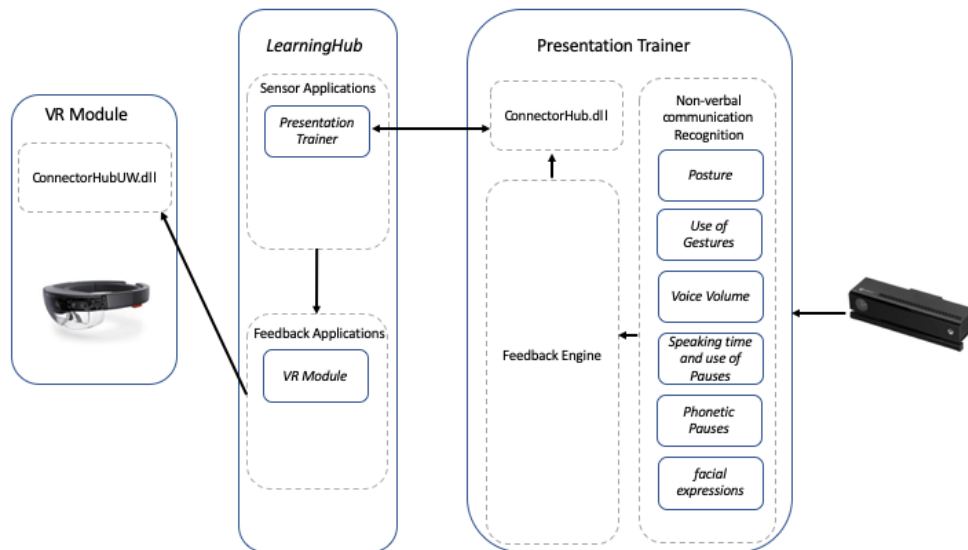 VR Module
ConnectorHubUW.dll
LearningHub
Sensor Applications
Presentation
Trainer
Feedback Applications
VR Module
Presentation Trainer
ConnectorHub.dll
Feedback Engine
Non-verbal
communication
Recognition
Posture
Use of
Gestures
Voice Volume
Speaking time
and use of
Pauses
Phonetic
Pauses
facial
expressions